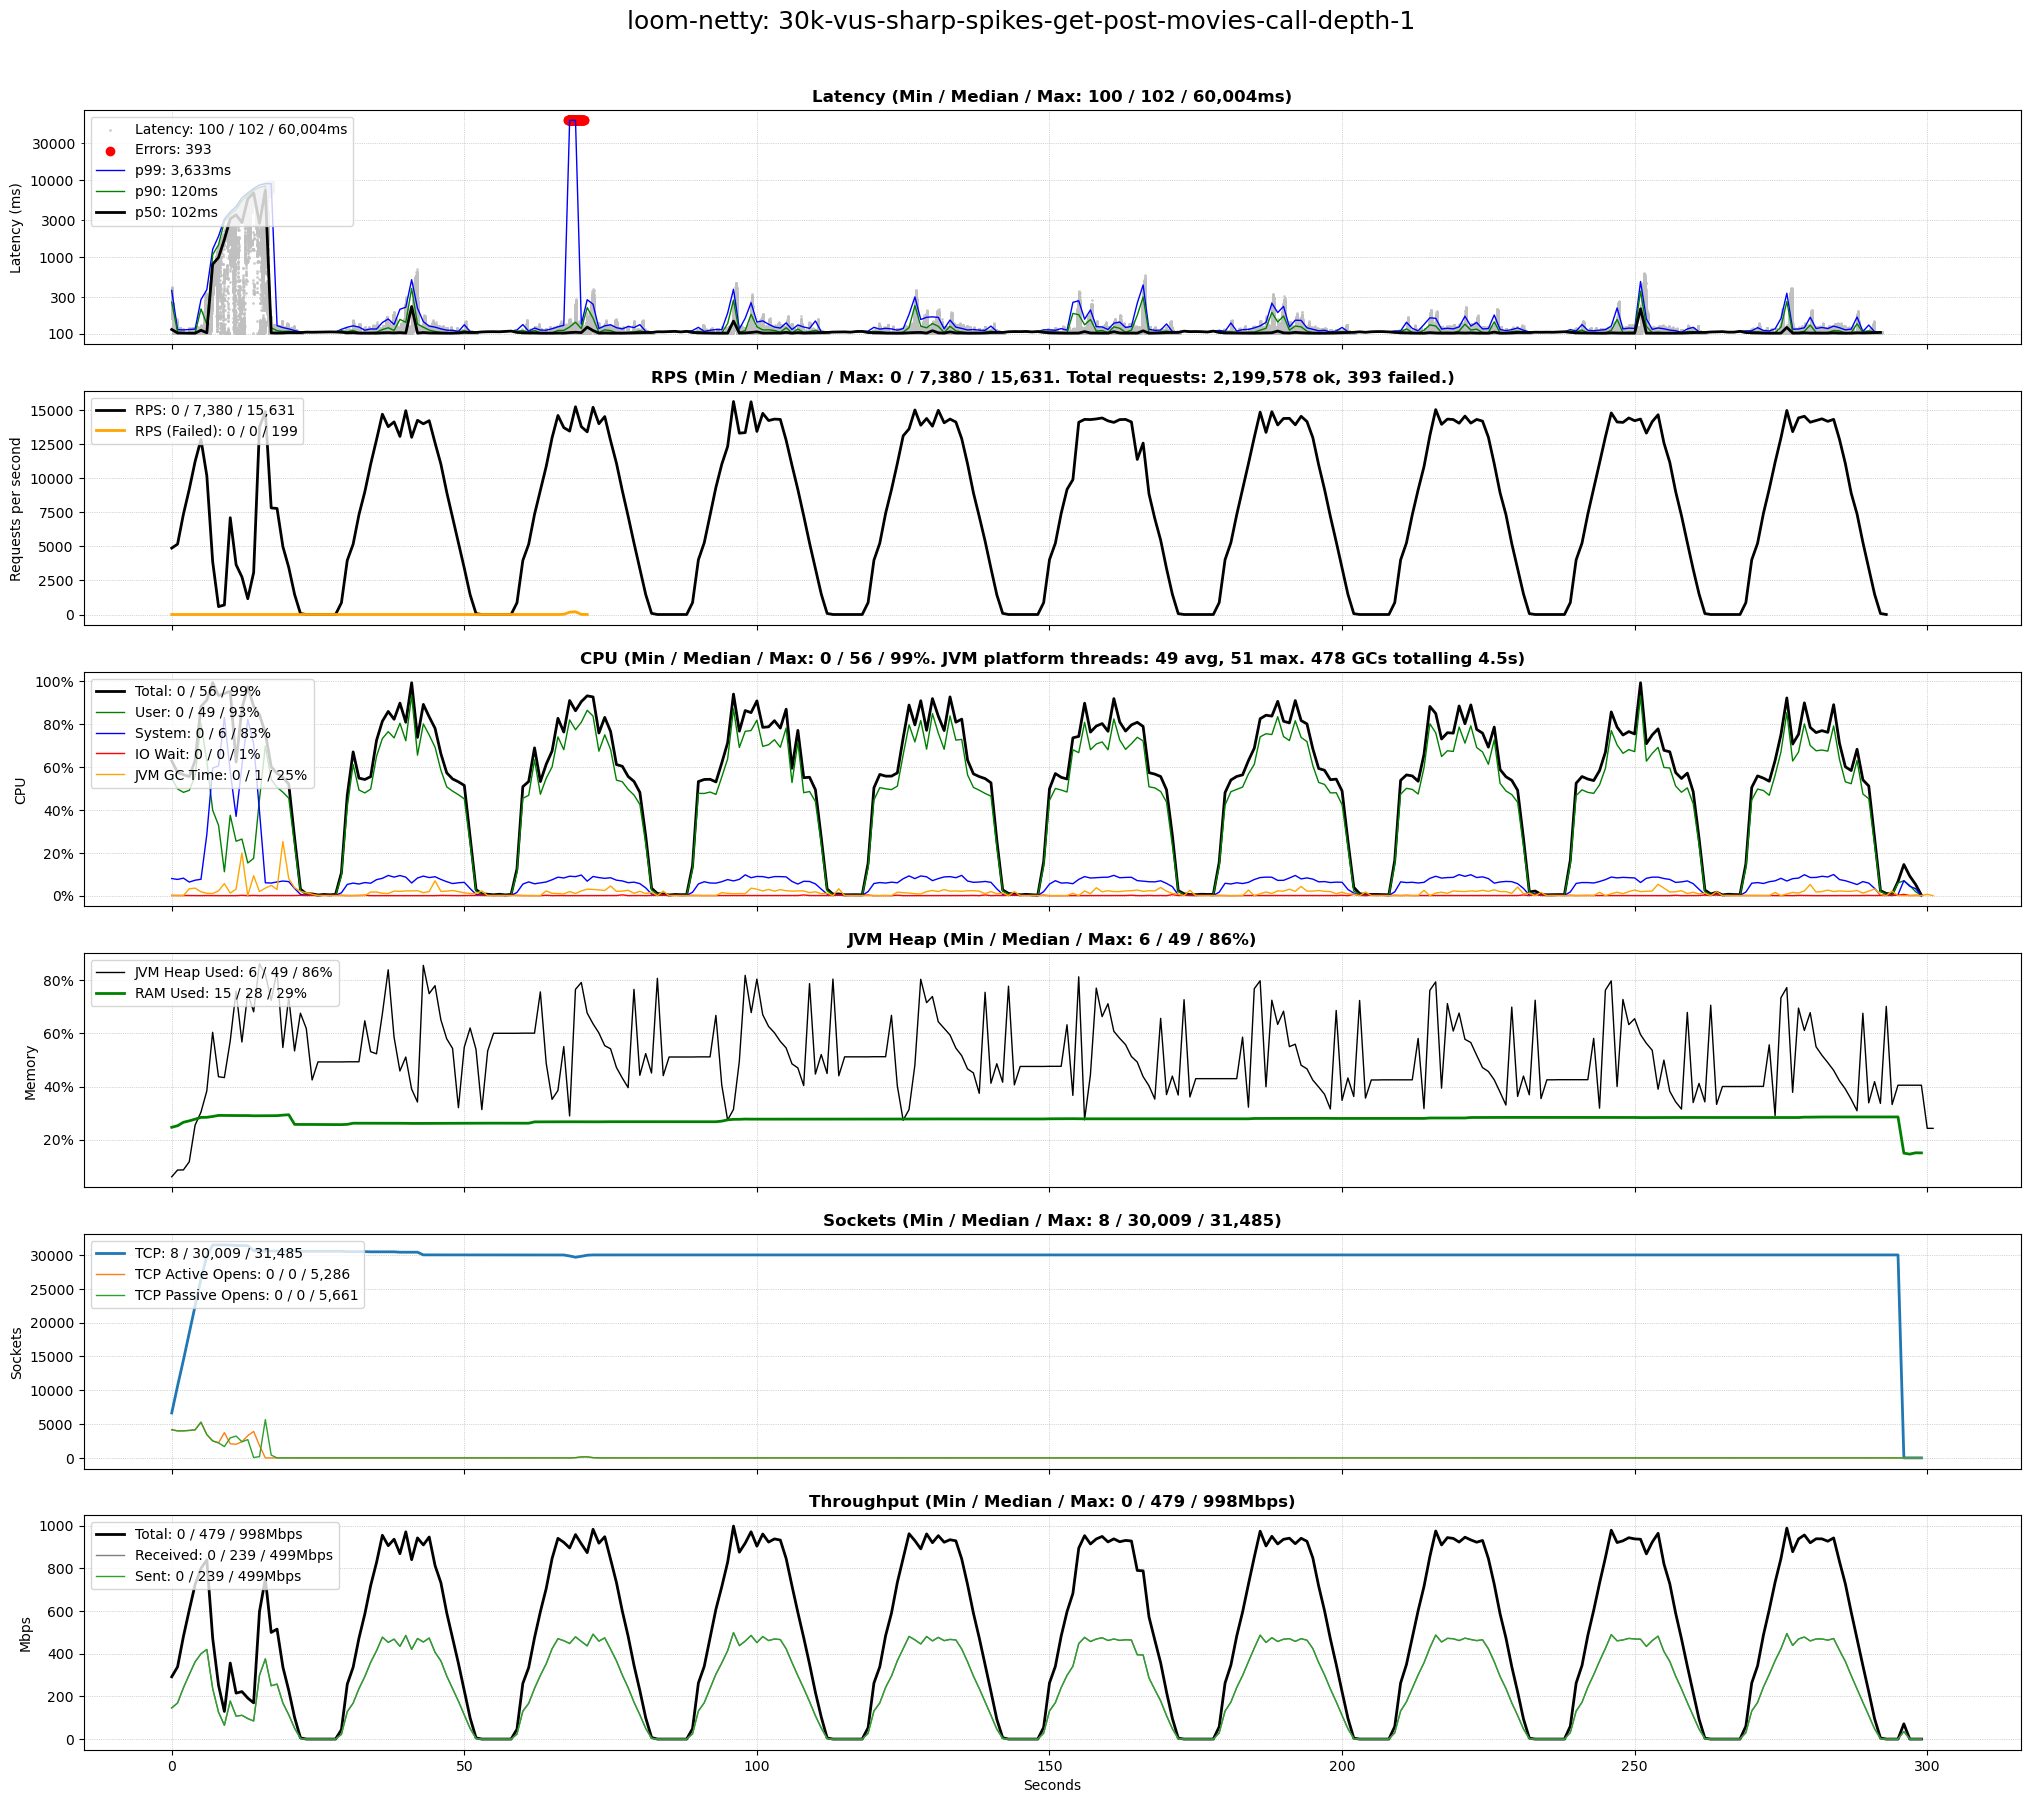 loom-netty: 30k-vus-sharp-spikes-get-post-movies-call-depth-1
Latency (Min / Median / Max: 100 / 102 / 60,004ms)
Latency: 100 / 102 / 60,004ms
Errors: 393
p99: 3,633ms
p90: 120ms
p50: 102ms
30000
10000
3000
1000
300
100
Latency (ms)
RPS (Min / Median / Max: 0 / 7,380 / 15,631. Total requests: 2,199,578 ok, 393 failed.)
RPS: 0 / 7,380 / 15,631
RPS (Failed): 0 / 0 / 199
15000
12500
10000
7500
5000
2500
0
Requests per second
CPU (Min / Median / Max: 0 / 56 / 99%. JVM platform threads: 49 avg, 51 max. 478 GCs totalling 4.5s)
Total: 0 / 56 / 99%
User: 0 / 49 / 93%
System: 0 / 6 / 83%
IO Wait: 0 / 0 / 1%
JVM GC Time: 0 / 1 / 25%
100%
80%
60%
40%
20%
0%
CPU
JVM Heap (Min / Median / Max: 6 / 49 / 86%)
JVM Heap Used: 6 / 49 / 86%
RAM Used: 15 / 28 / 29%
80%
60%
40%
20%
Memory
Sockets (Min / Median / Max: 8 / 30,009 / 31,485)
TCP: 8 / 30,009 / 31,485
TCP Active Opens: 0 / 0 / 5,286
TCP Passive Opens: 0 / 0 / 5,661
30000
25000
20000
15000
10000
5000
0
Sockets
Throughput (Min / Median / Max: 0 / 479 / 998Mbps)
Total: 0 / 479 / 998Mbps
Received: 0 / 239 / 499Mbps
Sent: 0 / 239 / 499Mbps
1000
800
600
400
200
0
Mbps
0 50 100 150 200 250 300
Seconds